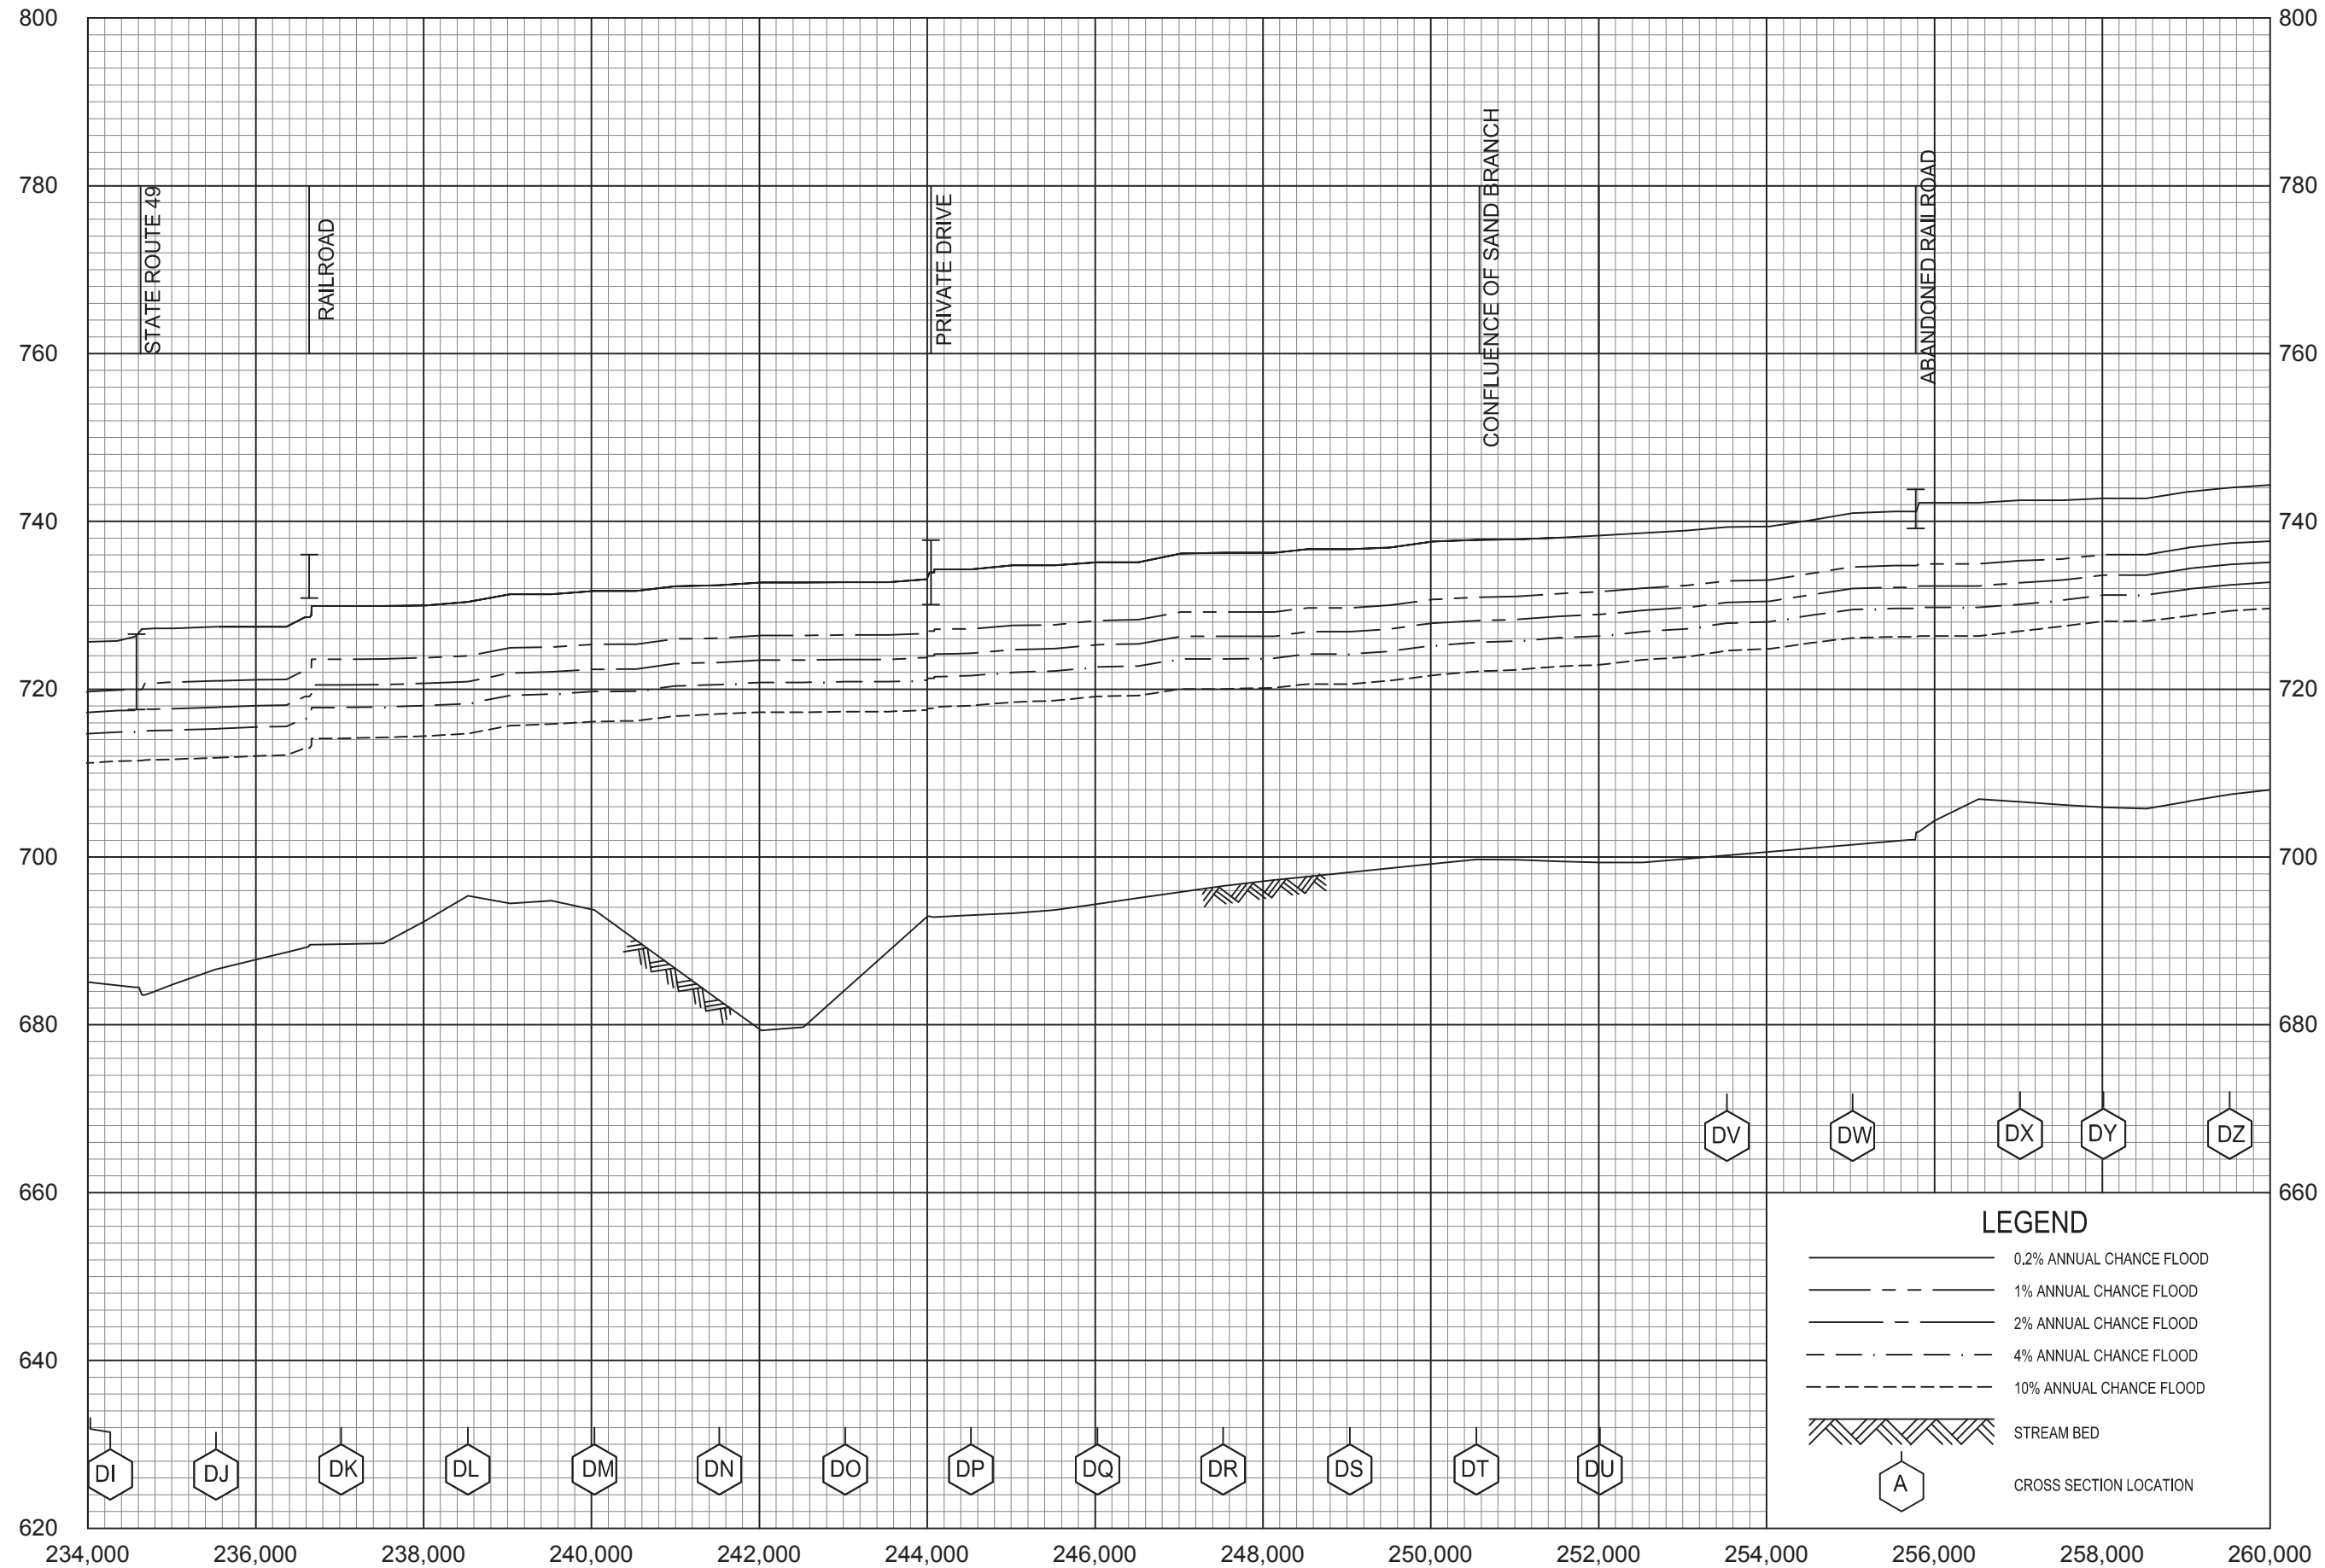 800
800
780
780
760
760
740
740
720
720
700
700
680
680
660
660
640
620
STATE ROUTE 49
RAILROAD
PRIVATE DRIVE
CONFLUENCE OF SAND BRANCH
ABANDONED RAILROAD
DV
DW
DX
DY
DZ
DI
DJ
DK
DL
DM
DN
DO
DP
DQ
DR
DS
DT
DU
LEGEND
0.2% ANNUAL CHANCE FLOOD
1% ANNUAL CHANCE FLOOD
2% ANNUAL CHANCE FLOOD
4% ANNUAL CHANCE FLOOD
10% ANNUAL CHANCE FLOOD
STREAM BED
A
CROSS SECTION LOCATION
234,000
236,000
238,000
240,000
242,000
244,000
246,000
248,000
250,000
252,000
254,000
256,000
258,000
260,000